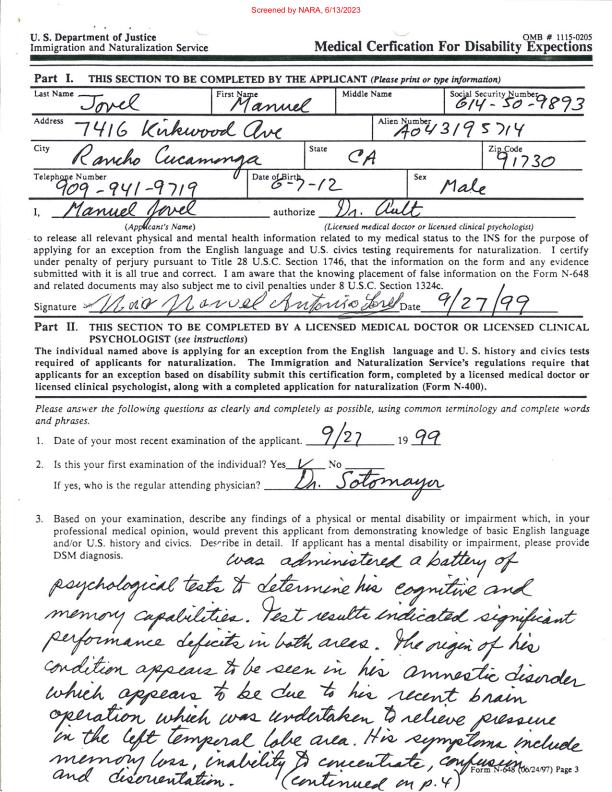 Screened by NARA, 6/13/2023
U. S. Department of Justice
Immigration and Naturalization Service
OMB # 1115-0205
Medical Cerfication For Disability Expections
Part I. THIS SECTION TO BE COMPLETED BY THE APPLICANT (Please print or type information)
Last Name Jovel First Name Manuel Middle Name Social Security Number 614-50-9893
Address 7416 Kirkwood Ave Alien Number A043195714
City Rancho Cucamonga State CA Zip Code 91730
Telephone Number 909-941-9719 Date of Birth 6-7-12 Sex Male
I, Manuel Jovel authorize Dr. Ault
(Applicant's Name) (Licensed medical doctor or licensed clinical psychologist)
to release all relevant physical and mental health information related to my medical status to the INS for the purpose of
applying for an exception from the English language and U.S. civics testing requirements for naturalization. I certify
under penalty of perjury pursuant to Title 28 U.S.C. Section 1746, that the information on the form and any evidence
submitted with it is all true and correct. I am aware that the knowing placement of false information on the Form N-648
and related documents may also subject me to civil penalties under 8 U.S.C. Section 1324c.
Signature Manuel Antonio Jovel Date 9/27/99
Part II. THIS SECTION TO BE COMPLETED BY A LICENSED MEDICAL DOCTOR OR LICENSED CLINICAL
PSYCHOLOGIST (see instructions)
The individual named above is applying for an exception from the English language and U. S. history and civics tests
required of applicants for naturalization. The Immigration and Naturalization Service's regulations require that
applicants for an exception based on disability submit this certification form, completed by a licensed medical doctor or
licensed clinical psychologist, along with a completed application for naturalization (Form N-400).
Please answer the following questions as clearly and completely as possible, using common terminology and complete words
and phrases.
1. Date of your most recent examination of the applicant. 9/27 19 99
2. Is this your first examination of the individual? Yes ✓ No
If yes, who is the regular attending physician? Dr. Sotomayor
3. Based on your examination, describe any findings of a physical or mental disability or impairment which, in your
professional medical opinion, would prevent this applicant from demonstrating knowledge of basic English language
and/or U.S. history and civics. Describe in detail. If applicant has a mental disability or impairment, please provide
DSM diagnosis. was administered a battery of
psychological tests to determine his cognitive and
memory capabilities. Test results indicated significant
performance deficits in both areas. The origin of his
condition appears to be seen in his amnestic disorder
which appears to be due to his recent brain
operation which was undertaken to relieve pressure
in the left temporal lobe area. His symptoms include
memory loss, inability to concentrate, confusion
and disorientation. (continued on p. 4)
Form N-648 (06/24/97) Page 3